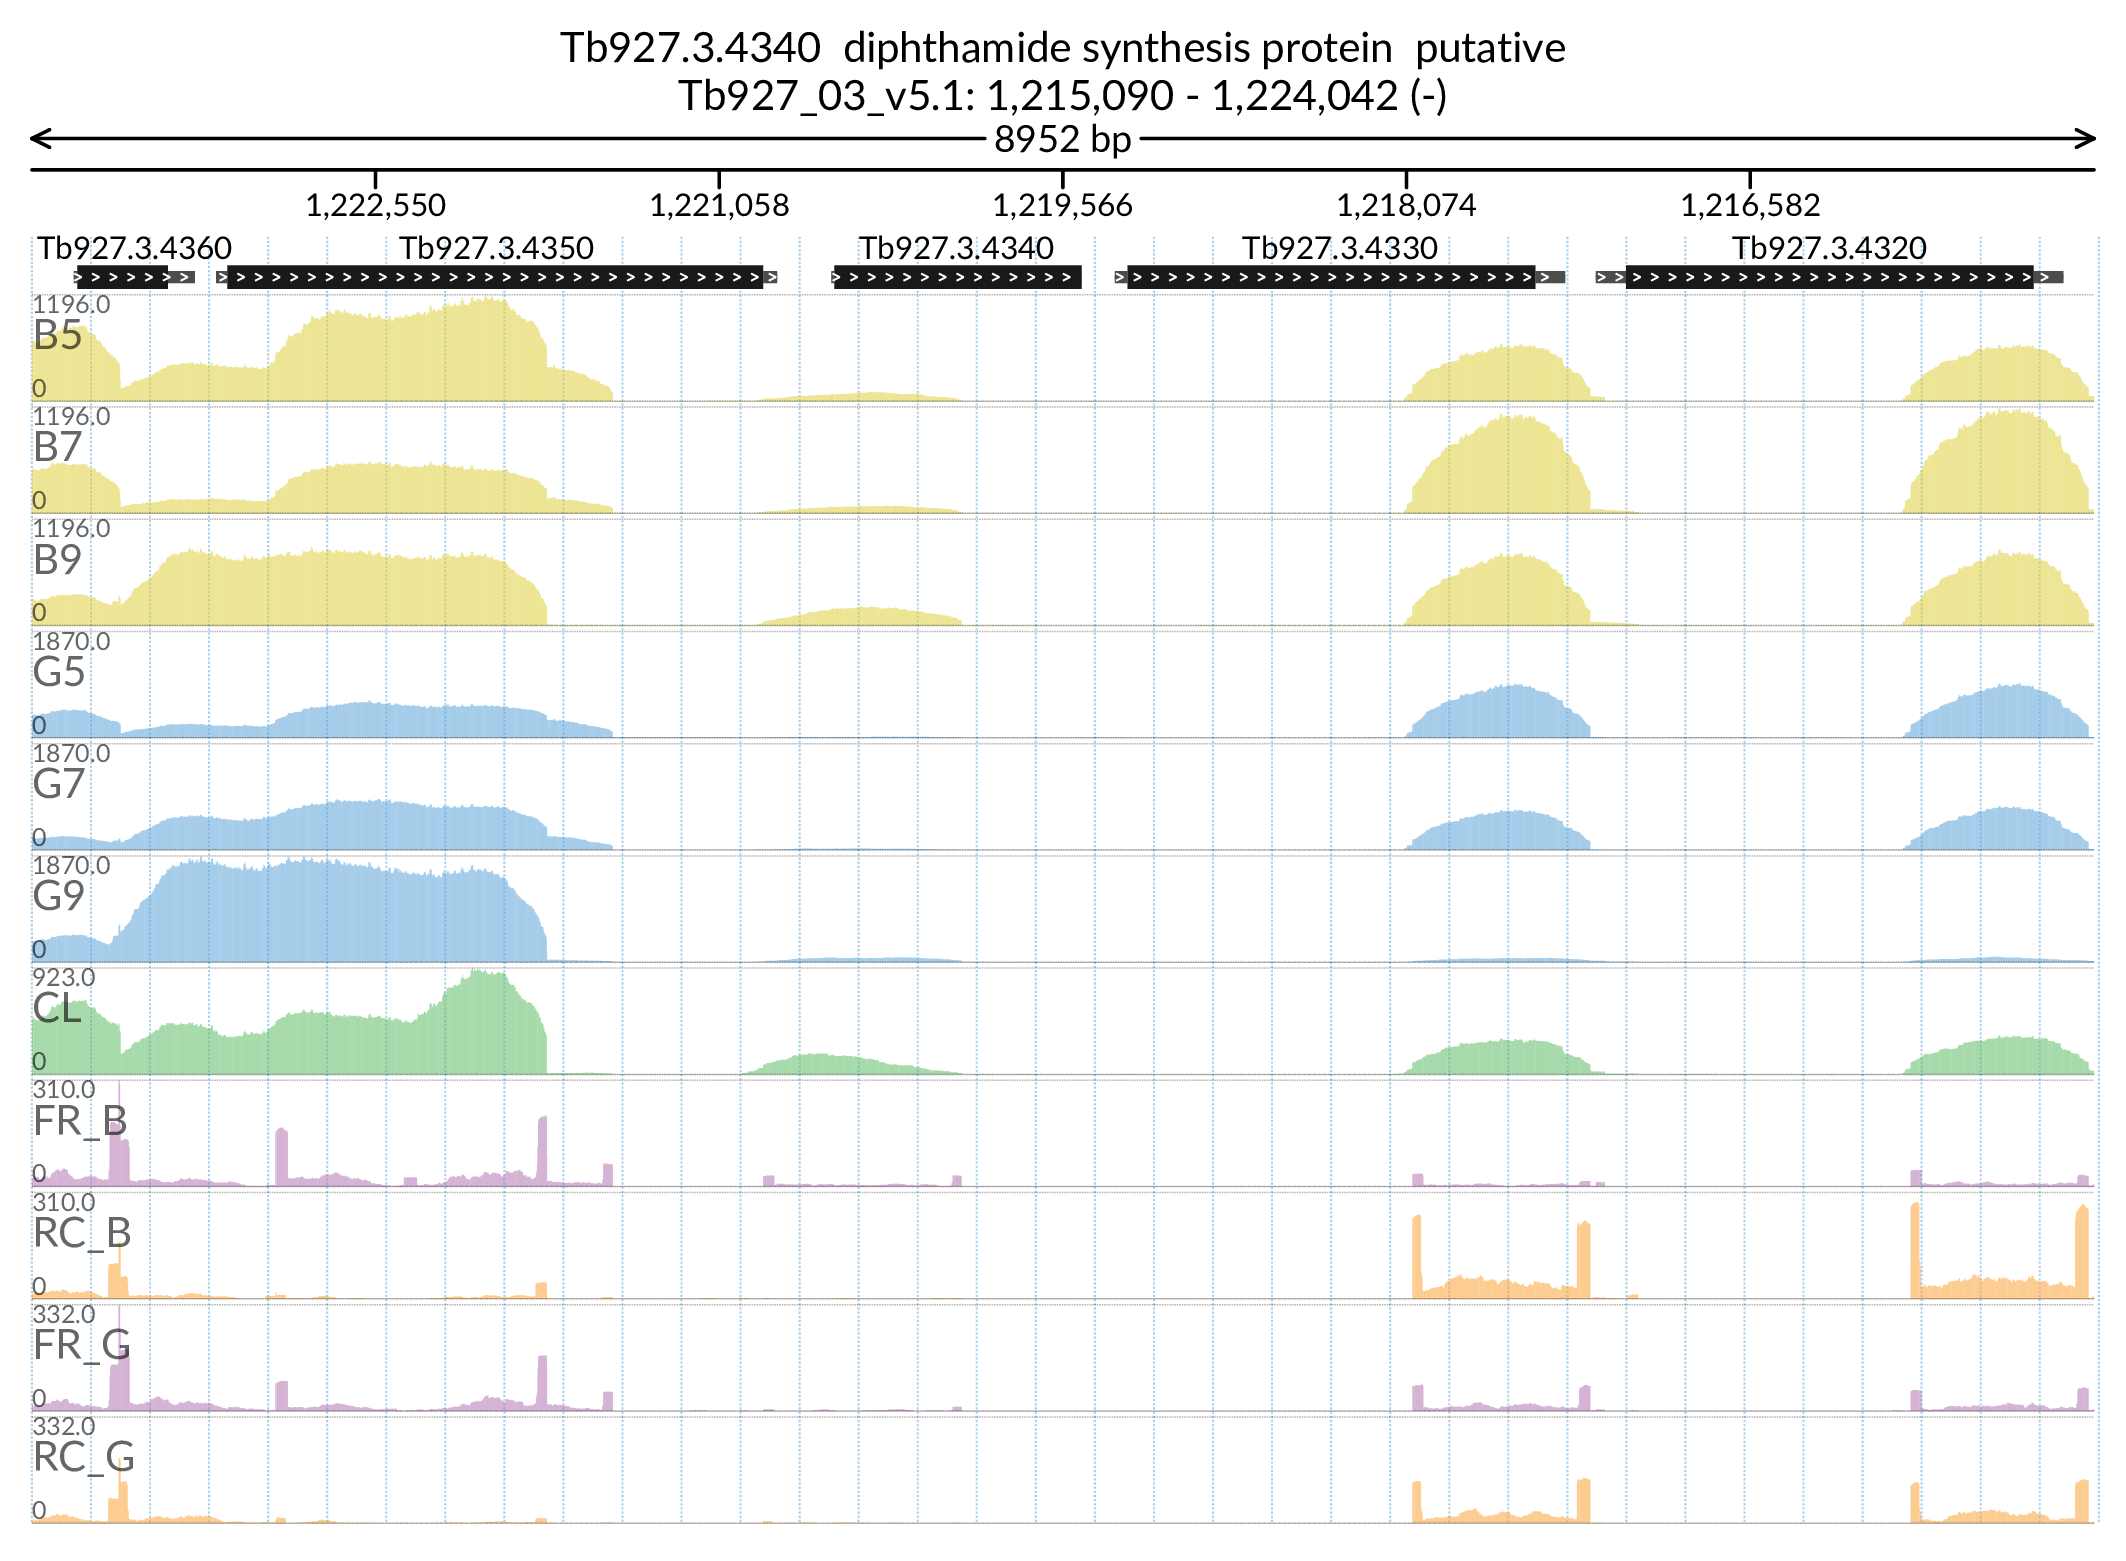 Tb927.3.4340  diphthamide synthesis protein  putative
Tb927_03_v5.1: 1,215,090 - 1,224,042 (-)
8952 bp
1,222,550 1,221,058 1,219,566 1,218,074 1,216,582
Tb927.3.4360 Tb927.3.4350 Tb927.3.4340 Tb927.3.4330 Tb927.3.4320
1196.0
B5
0
1196.0
B7
0
1196.0
B9
0
1870.0
G5
0
1870.0
G7
0
1870.0
G9
0
923.0
CL
0
310.0
FR_B
0
310.0
RC_B
0
332.0
FR_G
0
332.0
RC_G
0